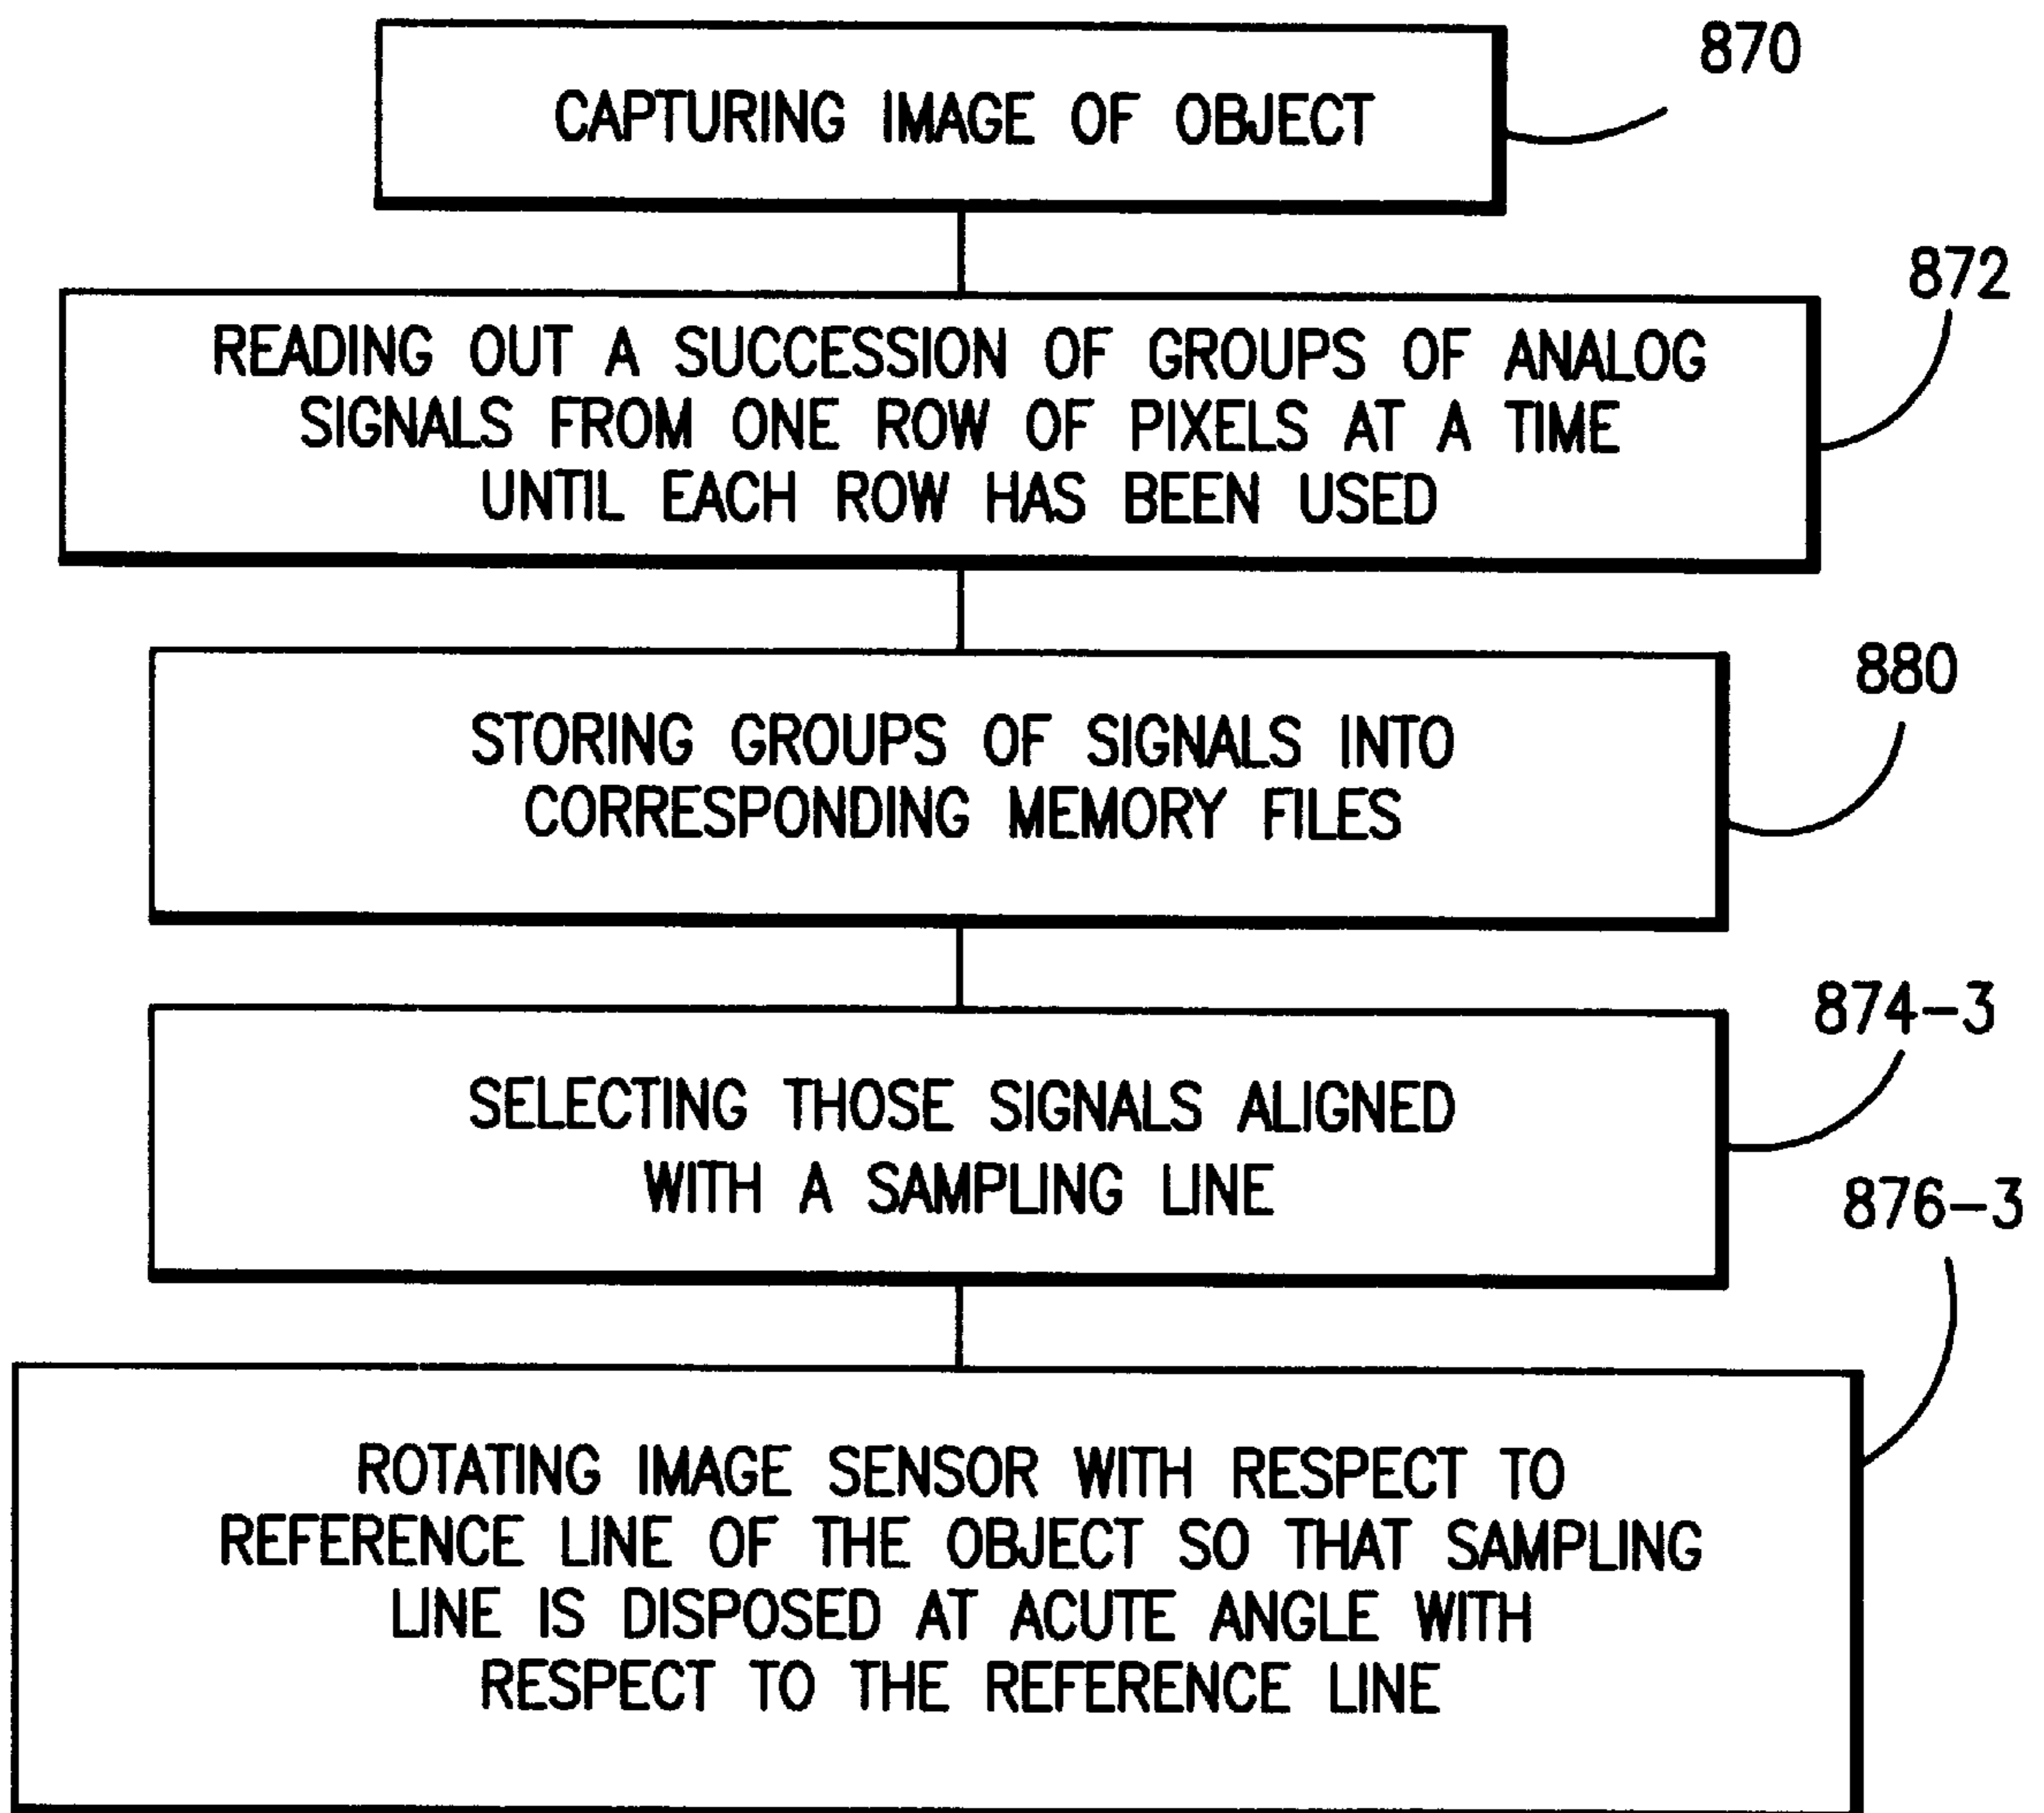 870
CAPTURING IMAGE OF OBJECT
872
READING OUT A SUCCESSION OF GROUPS OF ANALOG
SIGNALS FROM ONE ROW OF PIXELS AT A TIME
UNTIL EACH ROW HAS BEEN USED
880
STORING GROUPS OF SIGNALS INTO
CORRESPONDING MEMORY FILES
874-3
SELECTING THOSE SIGNALS ALIGNED
WITH A SAMPLING LINE
876-3
ROTATING IMAGE SENSOR WITH RESPECT TO
REFERENCE LINE OF THE OBJECT SO THAT SAMPLING
LINE IS DISPOSED AT ACUTE ANGLE WITH
RESPECT TO THE REFERENCE LINE